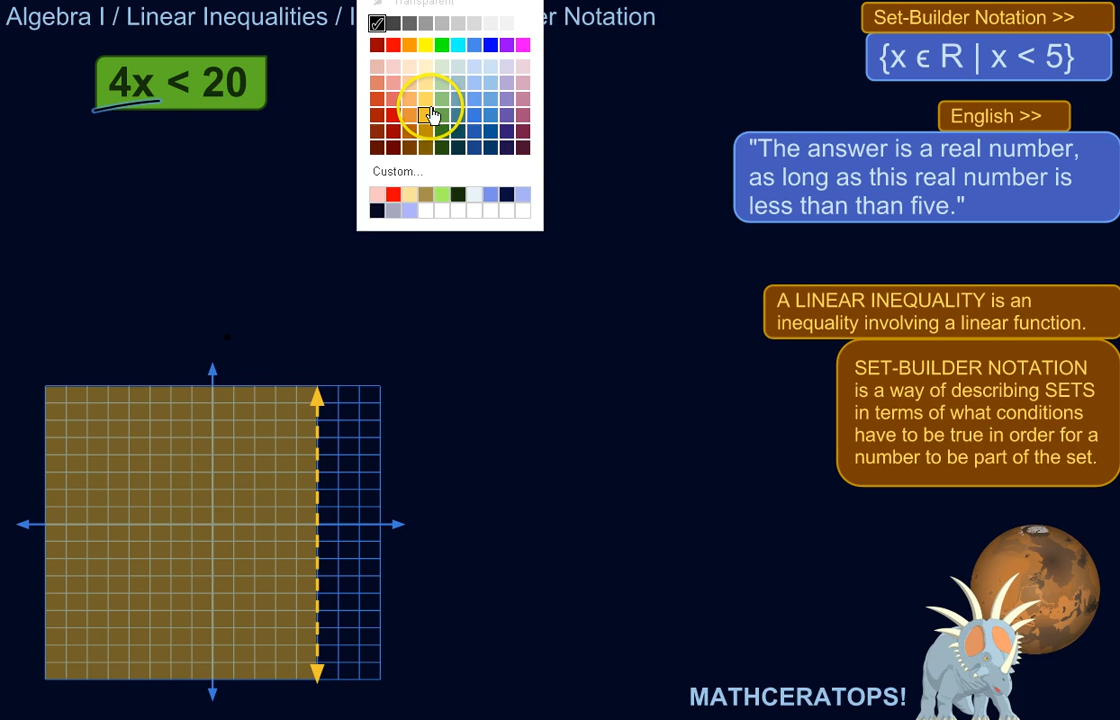 Algebra I / Linear Inequalities / I
er Notation
Transparent
Custom...
4x < 20
Set-Builder Notation >>
{x ϵ R | x < 5}
English >>
"The answer is a real number,
as long as this real number is
less than than five."
A LINEAR INEQUALITY is an
inequality involving a linear function.
SET-BUILDER NOTATION
is a way of describing SETS
in terms of what conditions
have to be true in order for a
number to be part of the set.
MATHCERATOPS!